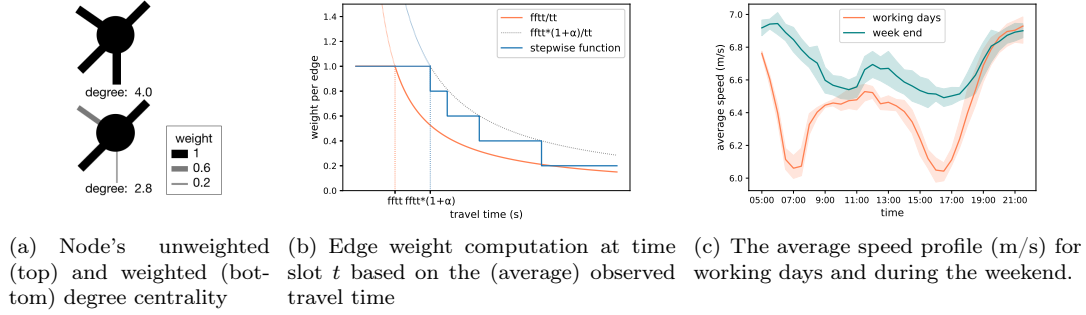 degree: 4.0
weight
1
0.6
0.2
degree: 2.8
weight per edge
1.4
1.2
1.0
0.8
0.6
0.4
0.2
0.0
fftt/tt
fftt*(1+α)/tt
stepwise function
fftt fftt*(1+α)
travel time (s)
average speed (m/s)
7.0
6.8
6.6
6.4
6.2
6.0
working days
week end
05:00 07:00 09:00 11:00 13:00 15:00 17:00 19:00 21:00
time
(a) Node's unweighted
(top) and weighted (bot-
tom) degree centrality
(b) Edge weight computation at time
slot t based on the (average) observed
travel time
(c) The average speed profile (m/s) for
working days and during the weekend.